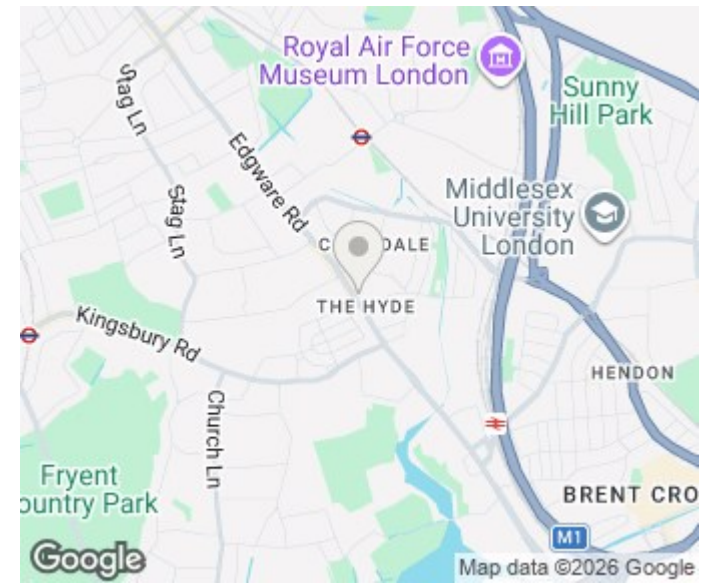 Royal Air Force
Museum London
Sunny
Hill Park
Stag Ln
Edgware Rd
Middlesex
University
London
Stag Ln
C DALE
THE HYDE
Kingsbury Rd
HENDON
Church Ln
Fryent
ountry Park
BRENT CRO
M1
Google
Map data ©2026 Google